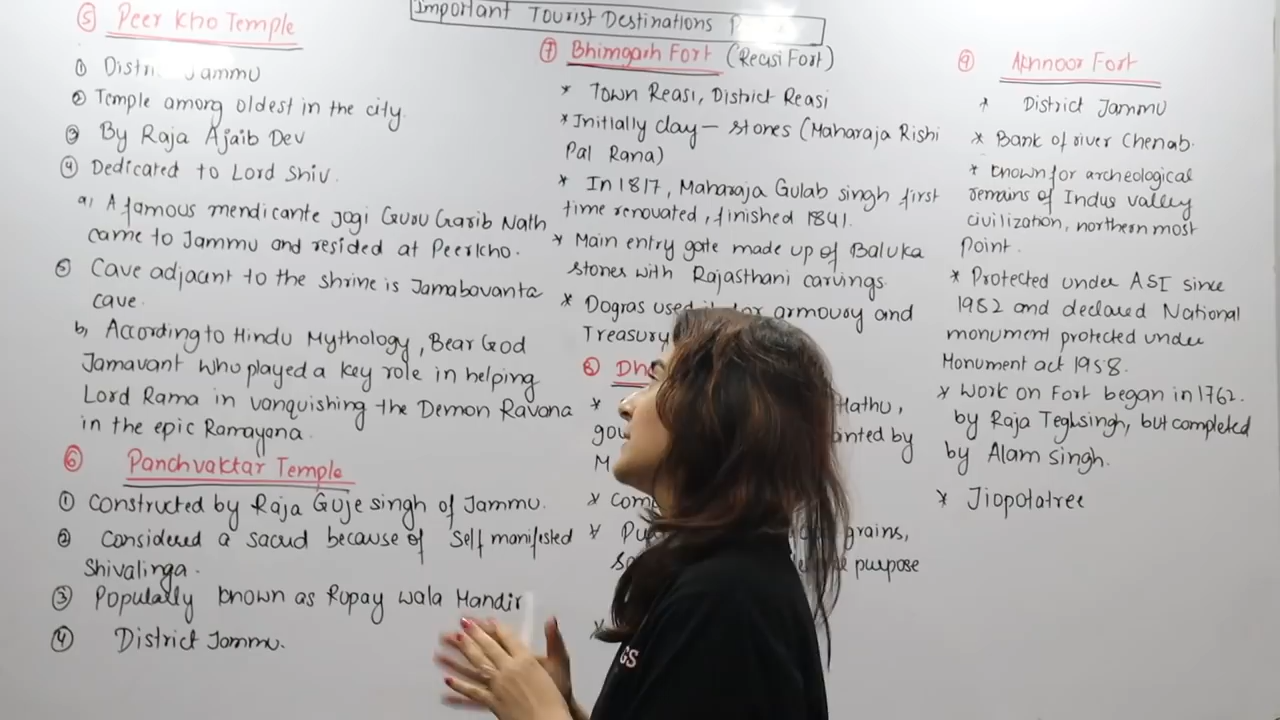 Important Tourist Destinations
⑤ Peer Kho Temple
① Distri Jammu
② Temple among oldest in the city.
③ By Raja Ajaib Dev
④ Dedicated to Lord Shiv.
a) A famous mendicante Jogi Guru Garib Nath
came to Jammu and resided at Peerkho.
⑤ Cave adjacent to the shrine is Jamabavanta
cave.
b) According to Hindu Mythology, Bear God
Jamavant who played a key role in helping
Lord Rama in vanquishing the Demon Ravana
in the epic Ramayana.
⑥ Panchvaktar Temple
① Constructed by Raja Guje singh of Jammu.
② Considered a sacud because of Self manifested
Shivalinga.
③ Populally known as Rupay wala Mandir
④ District Jammu.
⑦ Bhimgarh Fort (Reasi Fort)
* Town Reasi, District Reasi
* Initially clay – stones (Maharaja Rishi
Pal Rana)
* In 1817, Maharaja Gulab singh first
time renovated, finished 1841.
* Main entry gate made up of Baluka
stones with Rajasthani carvings.
* Dogras used it for armoury and
Treasury
⑧
* Hathu,
by
*
* grains,
purpose
*
⑨ Akhnoor Fort
* District Jammu
* Bank of river Chenab.
* known for archeological
remains of Indus valley
civilization, northern most
point.
* Protected under ASI since
1982 and declared National
monument protected under
Monument act 1958.
* Work on Fort began in 1762.
by Raja Tegh singh, but completed
by Alam singh.
* Jiopotatree
GS